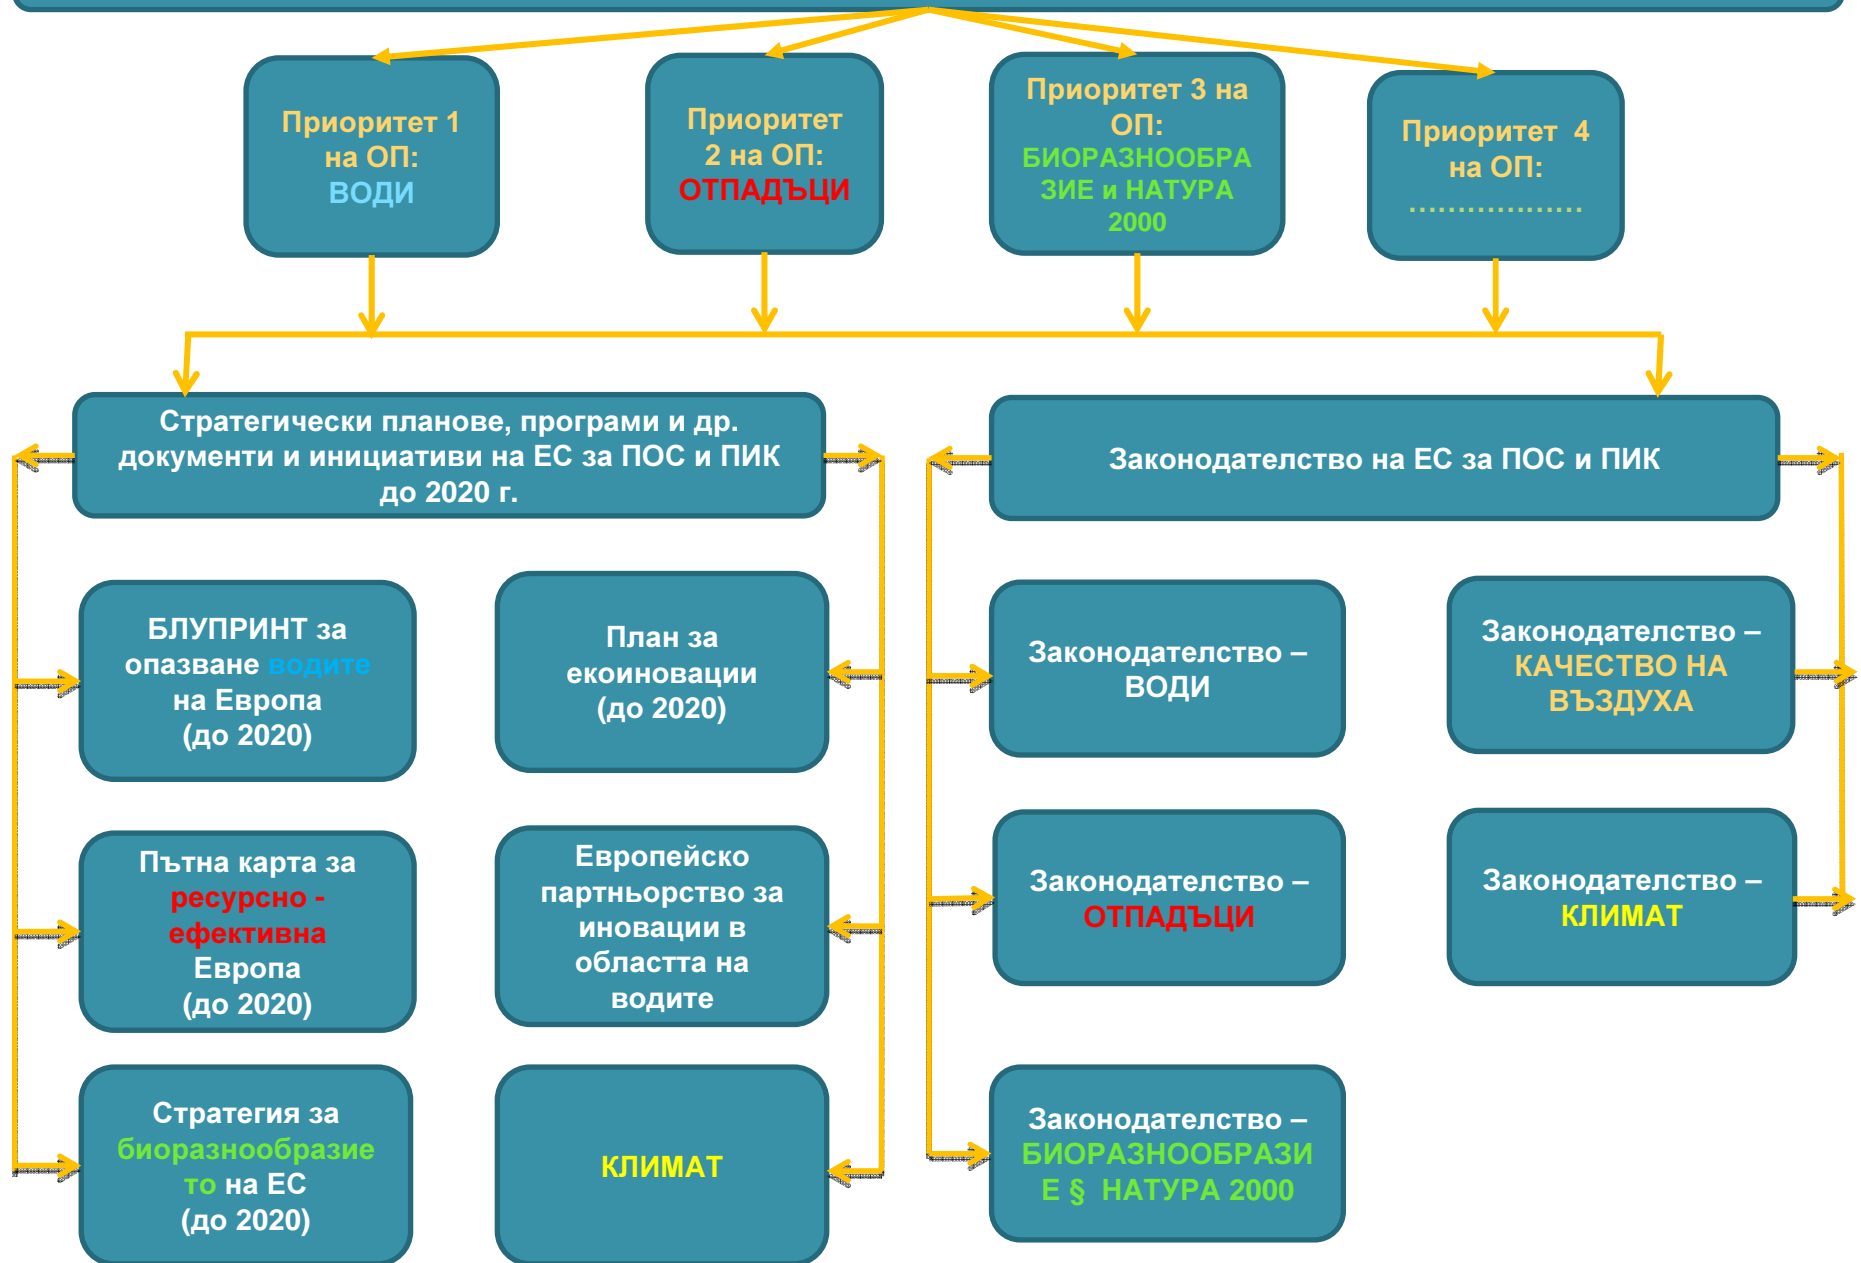 Приоритет 1
на ОП:
ВОДИ
Приоритет
2 на ОП:
ОТПАДЪЦИ
Приоритет 3 на
ОП:
БИОРАЗНООБРА
ЗИЕ и НАТУРА
2000
Приоритет 4
на ОП:
………………
Стратегически планове, програми и др.
документи и инициативи на ЕС за ПОС и ПИК
до 2020 г.
Законодателство на ЕС за ПОС и ПИК
БЛУПРИНТ за
опазване водите
на Европа
(до 2020)
План за
екоиновации
(до 2020)
Законодателство –
ВОДИ
Законодателство –
КАЧЕСТВО НА
ВЪЗДУХА
Пътна карта за
ресурсно -
ефективна
Европа
(до 2020)
Европейско
партньорство за
иновации в
областта на
водите
Законодателство –
ОТПАДЪЦИ
Законодателство –
КЛИМАТ
Стратегия за
биоразнообразие
то на ЕС
(до 2020)
КЛИМАТ
Законодателство –
БИОРАЗНООБРАЗИ
Е § НАТУРА 2000